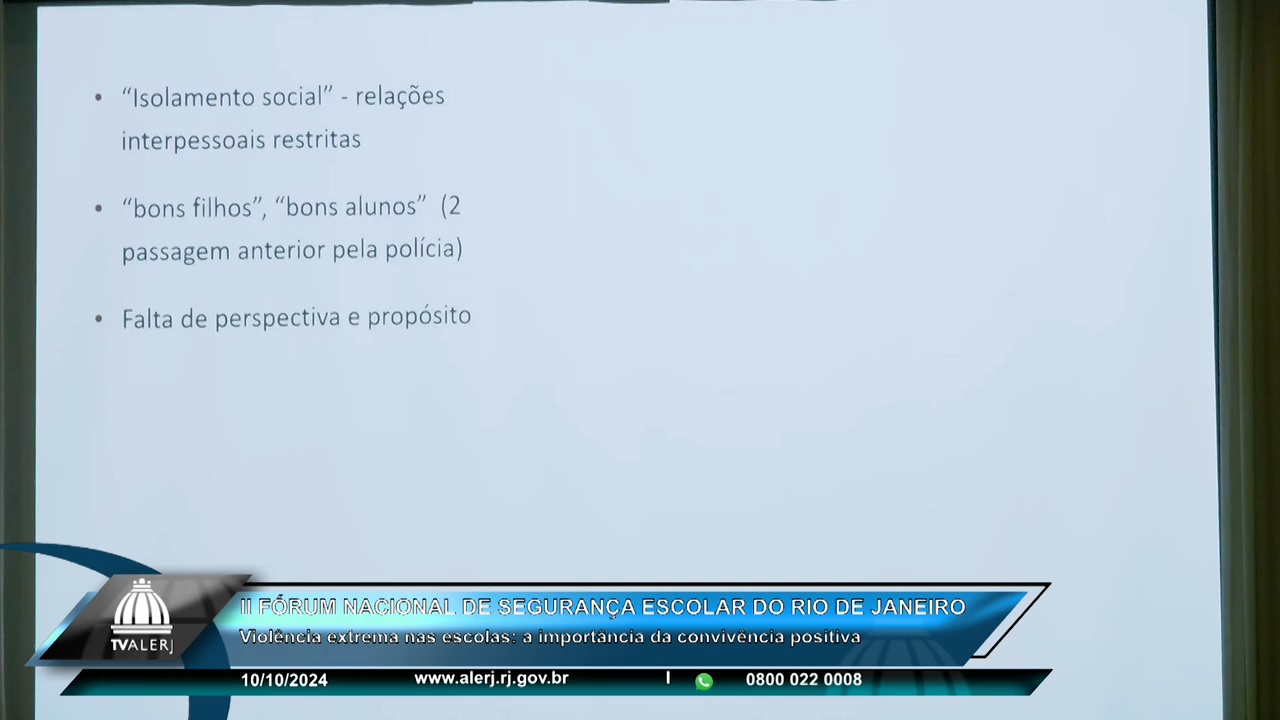 • “Isolamento social” - relações
interpessoais restritas
• “bons filhos”, “bons alunos” (2
passagem anterior pela polícia)
• Falta de perspectiva e propósito
II FÓRUM NACIONAL DE SEGURANÇA ESCOLAR DO RIO DE JANEIRO
Violência extrema nas escolas: a importância da convivência positiva
TVALERJ
10/10/2024 www.alerj.rj.gov.br | 0800 022 0008